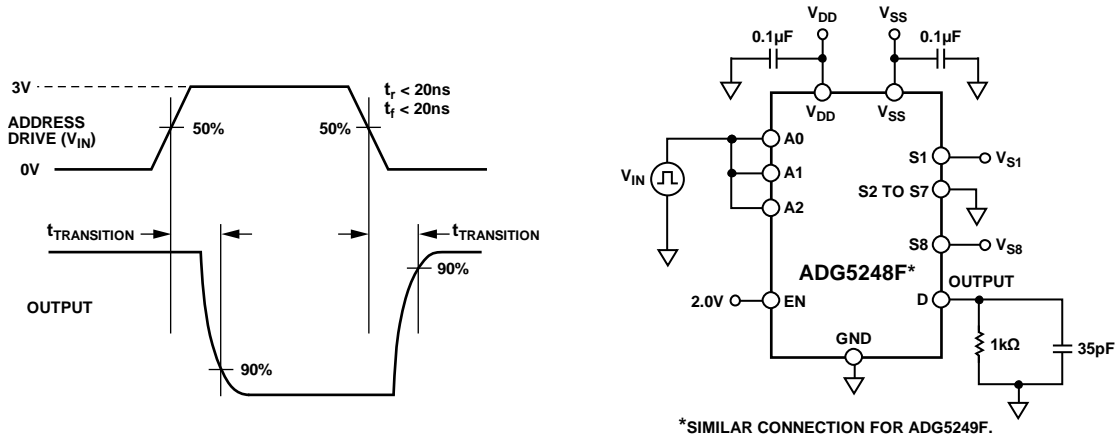 3V
ADDRESS
DRIVE (VIN)
0V
50%
50%
tr < 20ns
tf < 20ns
tTRANSITION
tTRANSITION
90%
OUTPUT
90%
VDD
VSS
0.1µF
0.1µF
VDD
VSS
A0
A1
A2
VIN
S1
VS1
S2 TO S7
S8
VS8
ADG5248F*
OUTPUT
D
2.0V
EN
GND
1kΩ
35pF
*SIMILAR CONNECTION FOR ADG5249F.